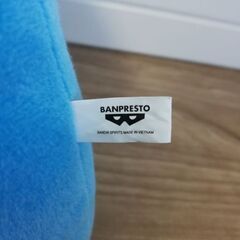 BANPRESTO
BANDAI SPIRITS MADE IN VIETNAM